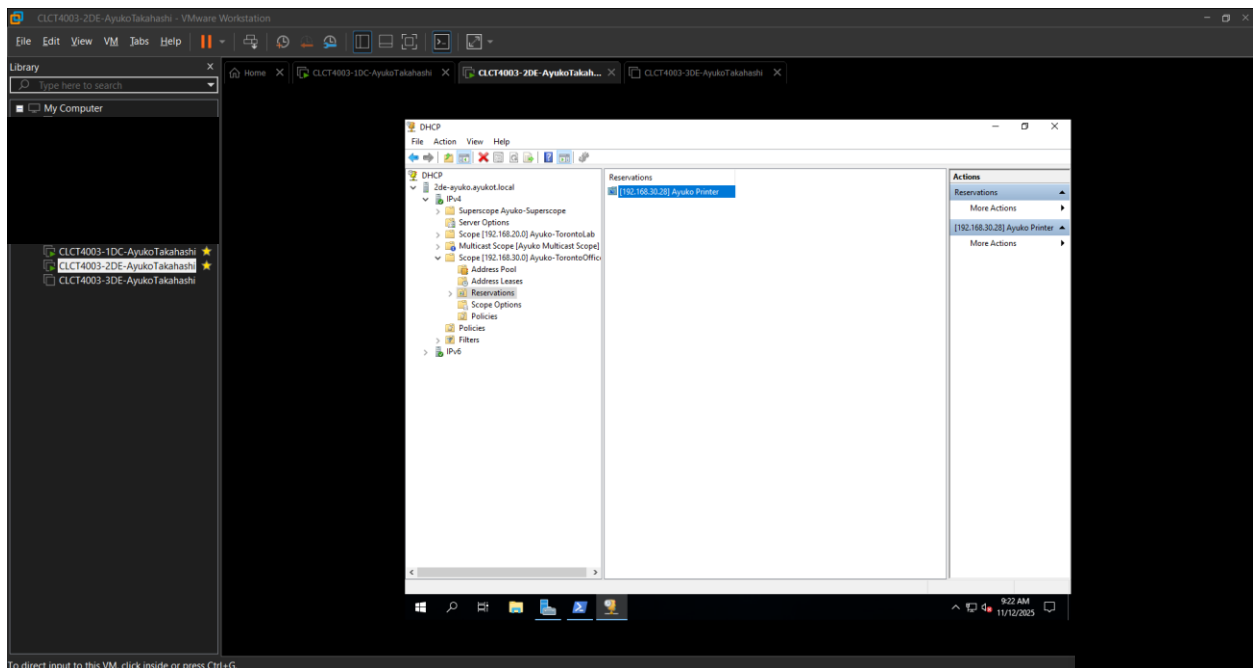 CLCT4003-2DE-AyukoTakahashi - VMware Workstation
File Edit View VM Tabs Help
Library
Type here to search
My Computer
CLCT4003-1DC-AyukoTakahashi
CLCT4003-2DE-AyukoTakahashi
CLCT4003-3DE-AyukoTakahashi
Home CLCT4003-1DC-AyukoTakahashi CLCT4003-2DE-AyukoTakah... CLCT4003-3DE-AyukoTakahashi
DHCP
File Action View Help
DHCP
2de-ayuko.ayukot.local
IPv4
Superscope Ayuko-Superscope
Server Options
Scope [192.168.20.0] Ayuko-TorontoLab
Multicast Scope [Ayuko Multicast Scope]
Scope [192.168.30.0] Ayuko-TorontoOffice
Address Pool
Address Leases
Reservations
Scope Options
Policies
Policies
Filters
IPv6
Reservations
[192.168.30.28] Ayuko Printer
Actions
Reservations
More Actions
[192.168.30.28] Ayuko Printer
More Actions
9:22 AM
11/12/2025
To direct input to this VM, click inside or press Ctrl+G.